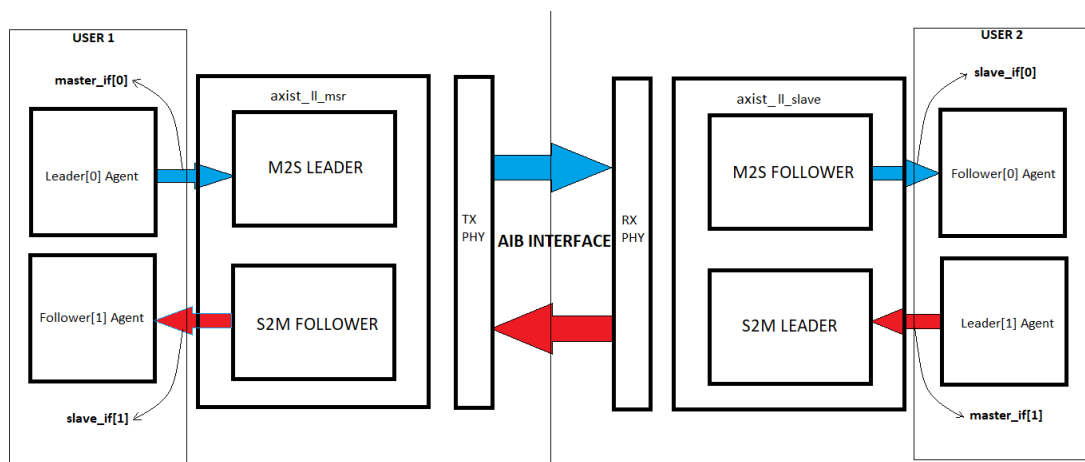 USER 1
master_if[0]
Leader[0] Agent
Follower[1] Agent
slave_if[1]
axist_ll_msr
M2S LEADER
S2M FOLLOWER
TX
PHY
AIB INTERFACE
RX
PHY
axist_ll_slave
M2S FOLLOWER
S2M LEADER
USER 2
slave_if[0]
Follower[0] Agent
Leader[1] Agent
master_if[1]